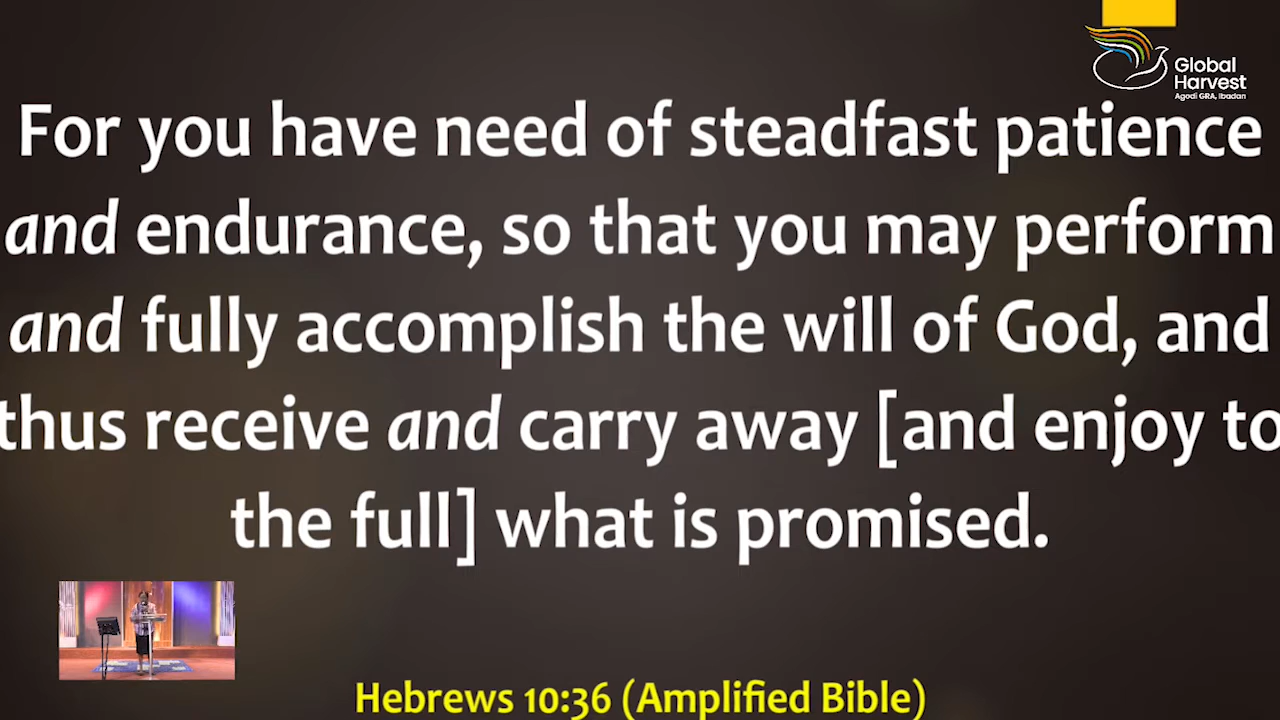 Global
Harvest
Agodi GRA, Ibadan
For you have need of steadfast patience
and endurance, so that you may perform
and fully accomplish the will of God, and
thus receive and carry away [and enjoy to
the full] what is promised.
Hebrews 10:36 (Amplified Bible)